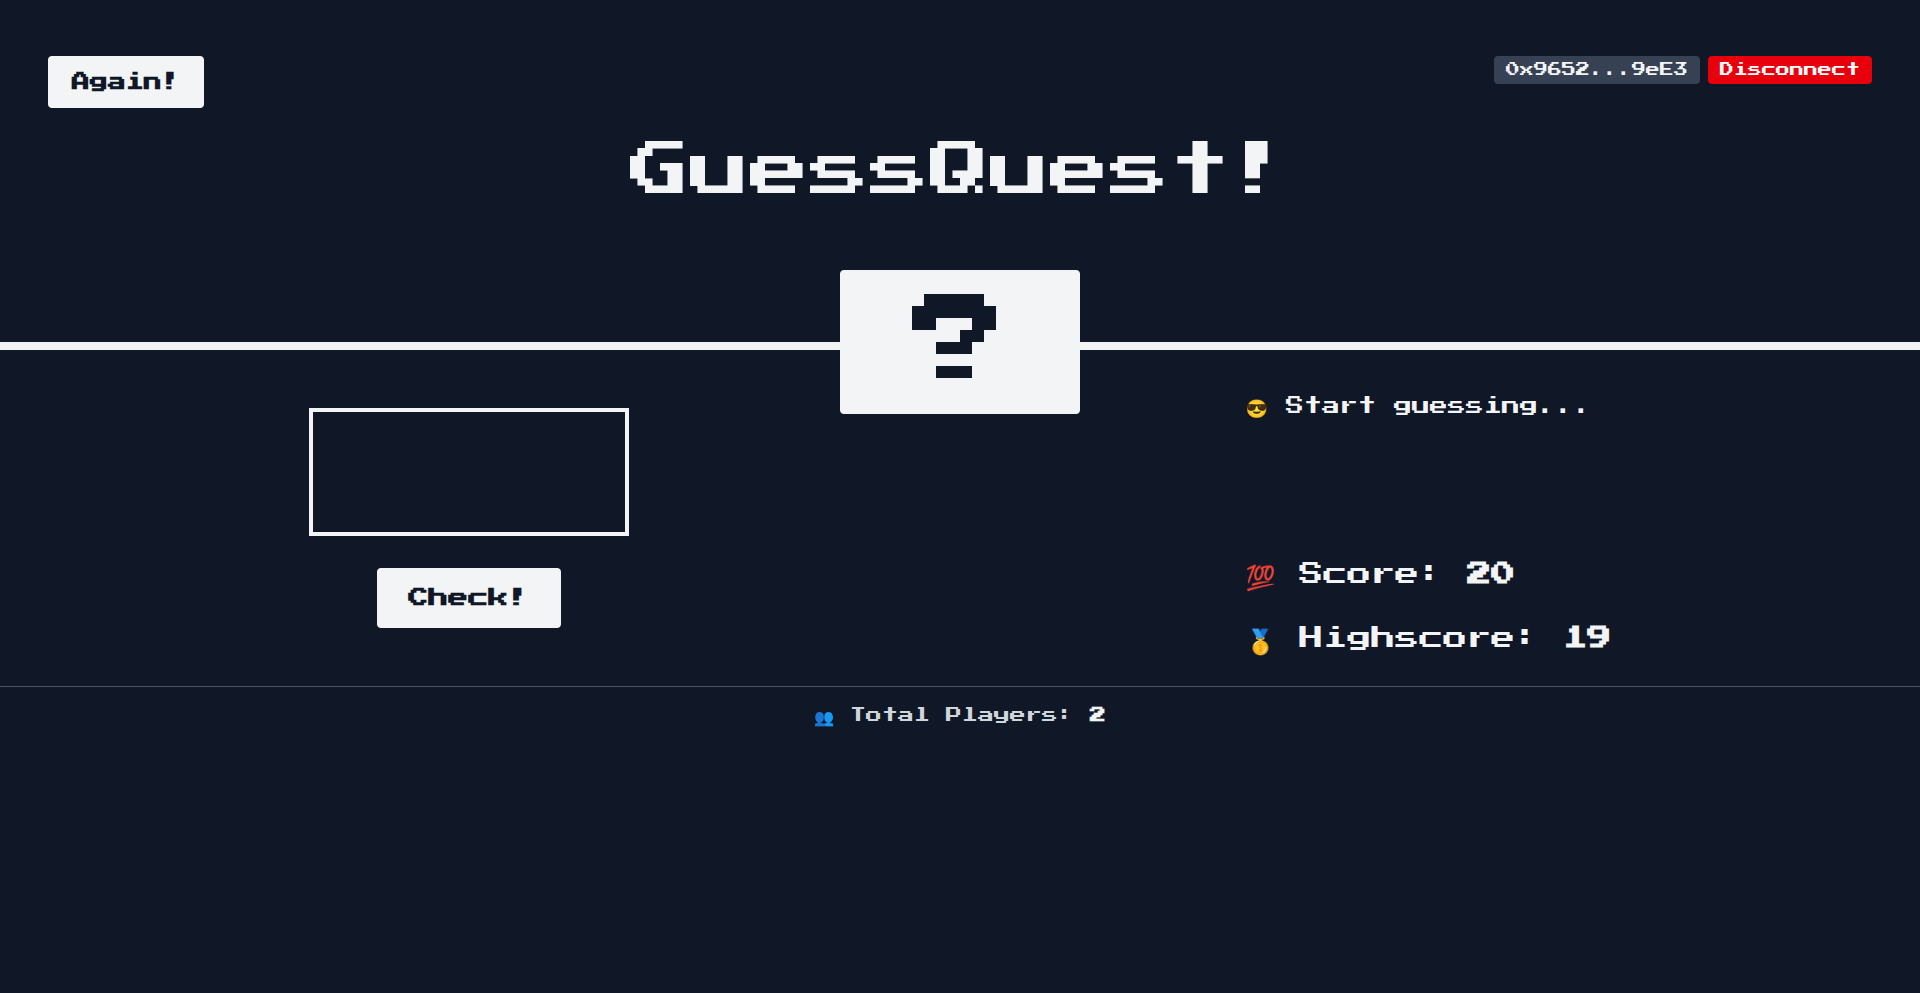 Again!
0x9652...9eE3
Disconnect
GuessQuest!
?
😎 Start guessing...
Check!
💯 Score: 20
🥇 Highscore: 19
👥 Total Players: 2